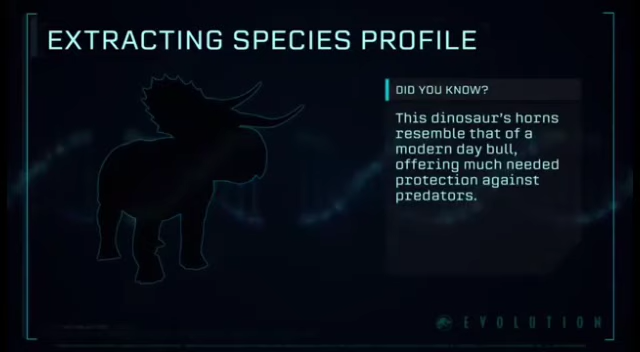 EXTRACTING SPECIES PROFILE
DID YOU KNOW?
This dinosaur's horns
resemble that of a
modern day bull,
offering much needed
protection against
predators.
EVOLUTION